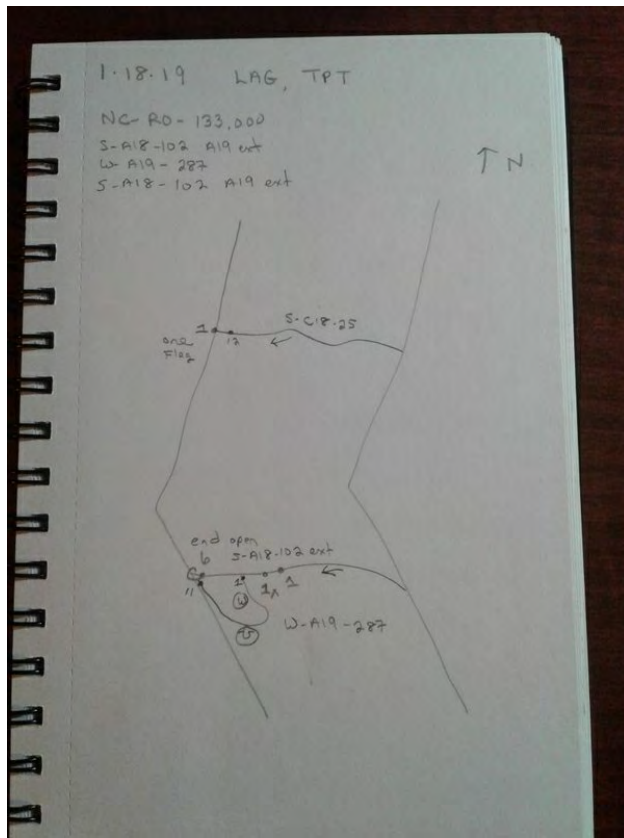 1.18.19 LAG, TPT
NC-RO-133,000
S-A18-102 A19 ext
W-A19-287
S-A18-102 A19 ext
↑ N
S-C18-25
1
12
one
Flag
end open
6 S-A18-102 ext
11
1
1A
1
W
W-A19-287